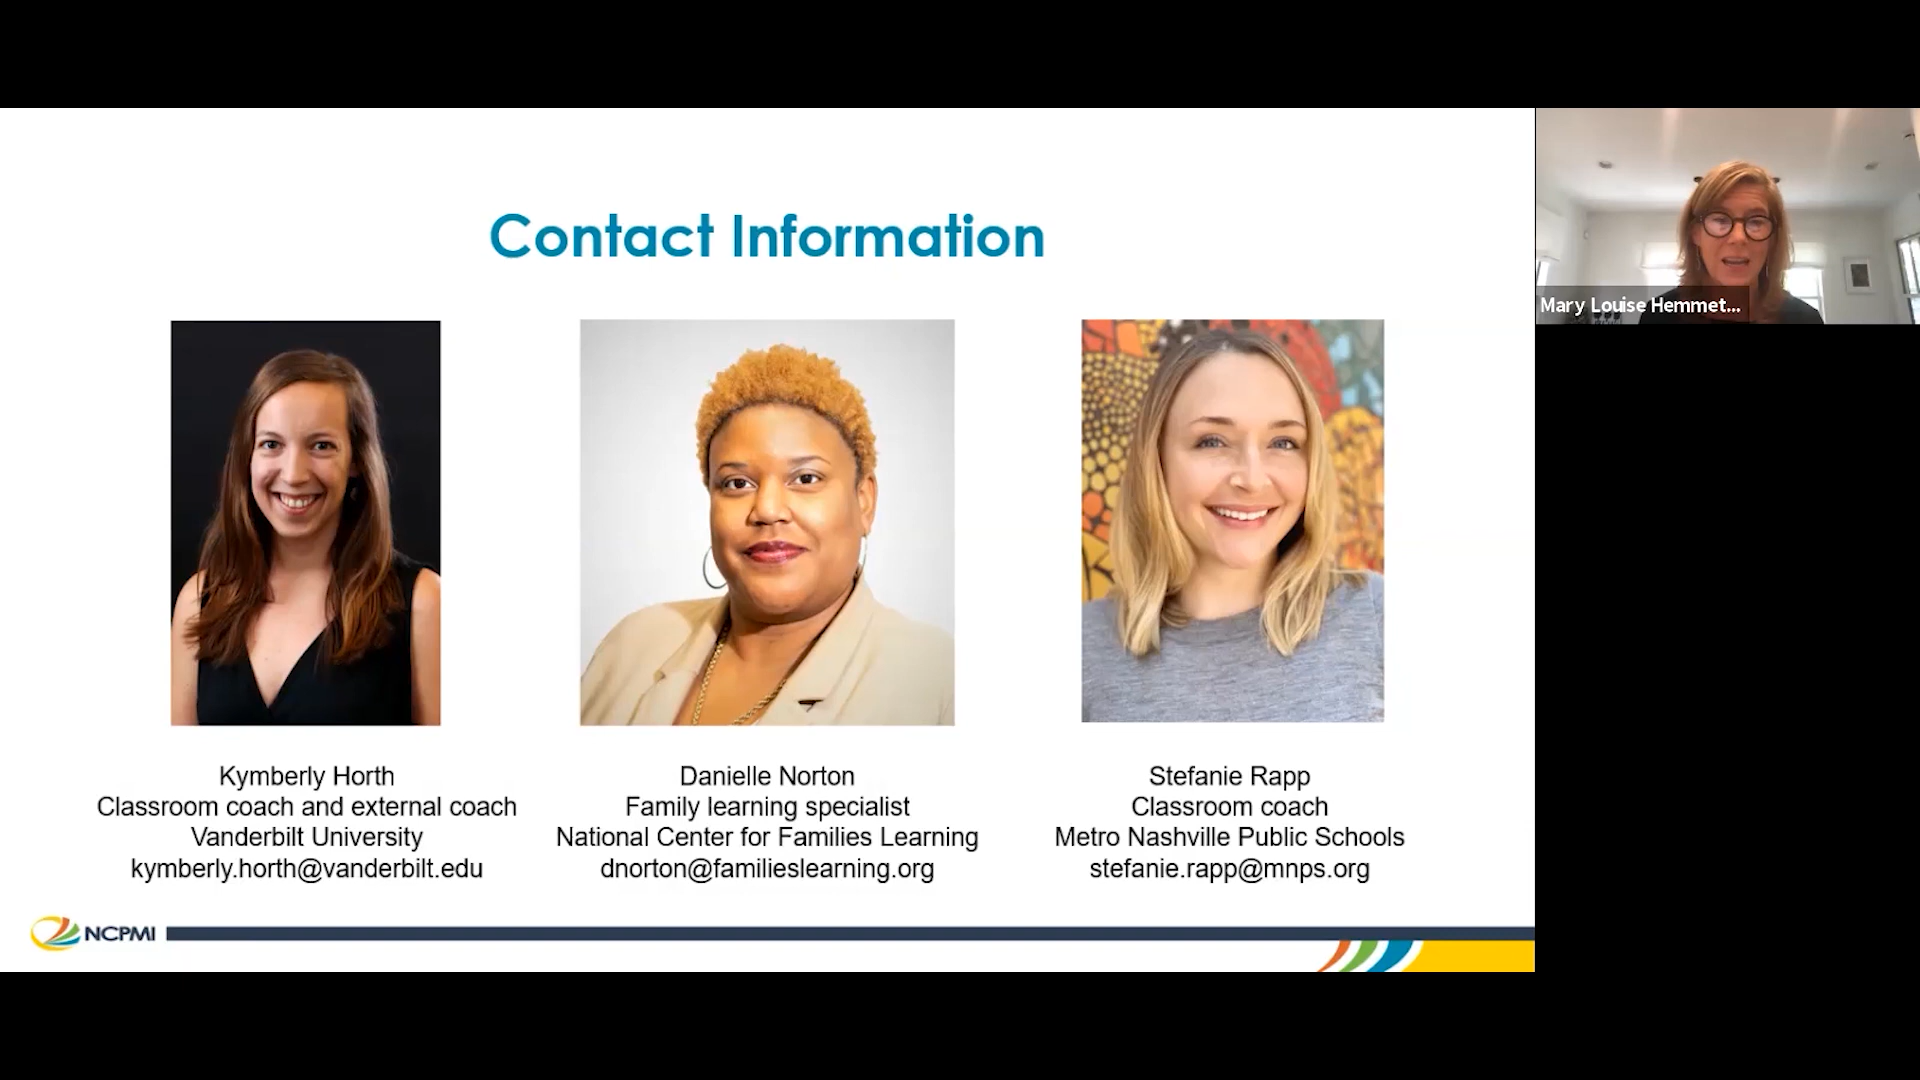 Contact Information
Mary Louise Hemmet...
Kymberly Horth
Classroom coach and external coach
Vanderbilt University
kymberly.horth@vanderbilt.edu
Danielle Norton
Family learning specialist
National Center for Families Learning
dnorton@familieslearning.org
Stefanie Rapp
Classroom coach
Metro Nashville Public Schools
stefanie.rapp@mnps.org
NCPMI